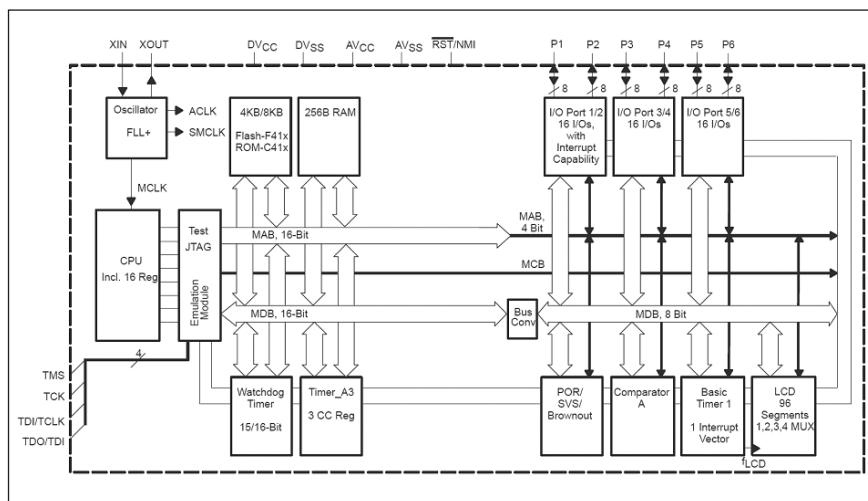 XIN XOUT DVCC DVSS AVCC AVSS RST/NMI P1 P2 P3 P4 P5 P6
8 8 8 8 8 8
Oscillator
FLL+
ACLK
SMCLK
4KB/8KB
Flash-F41x
ROM-C41x
256B RAM
I/O Port 1/2
16 I/Os,
with
Interrupt
Capability
I/O Port 3/4
16 I/Os
I/O Port 5/6
16 I/Os
MCLK
CPU
Incl. 16 Reg
Test
JTAG
Emulation
Module
MAB, 16-Bit
MAB,
4 Bit
MCB
MDB, 16-Bit
Bus
Conv
MDB, 8 Bit
4
TMS
TCK
TDI/TCLK
TDO/TDI
Watchdog
Timer
15/16-Bit
Timer_A3
3 CC Reg
POR/
SVS/
Brownout
Comparator
A
Basic
Timer 1
1 Interrupt
Vector
LCD
96
Segments
1,2,3,4 MUX
fLCD